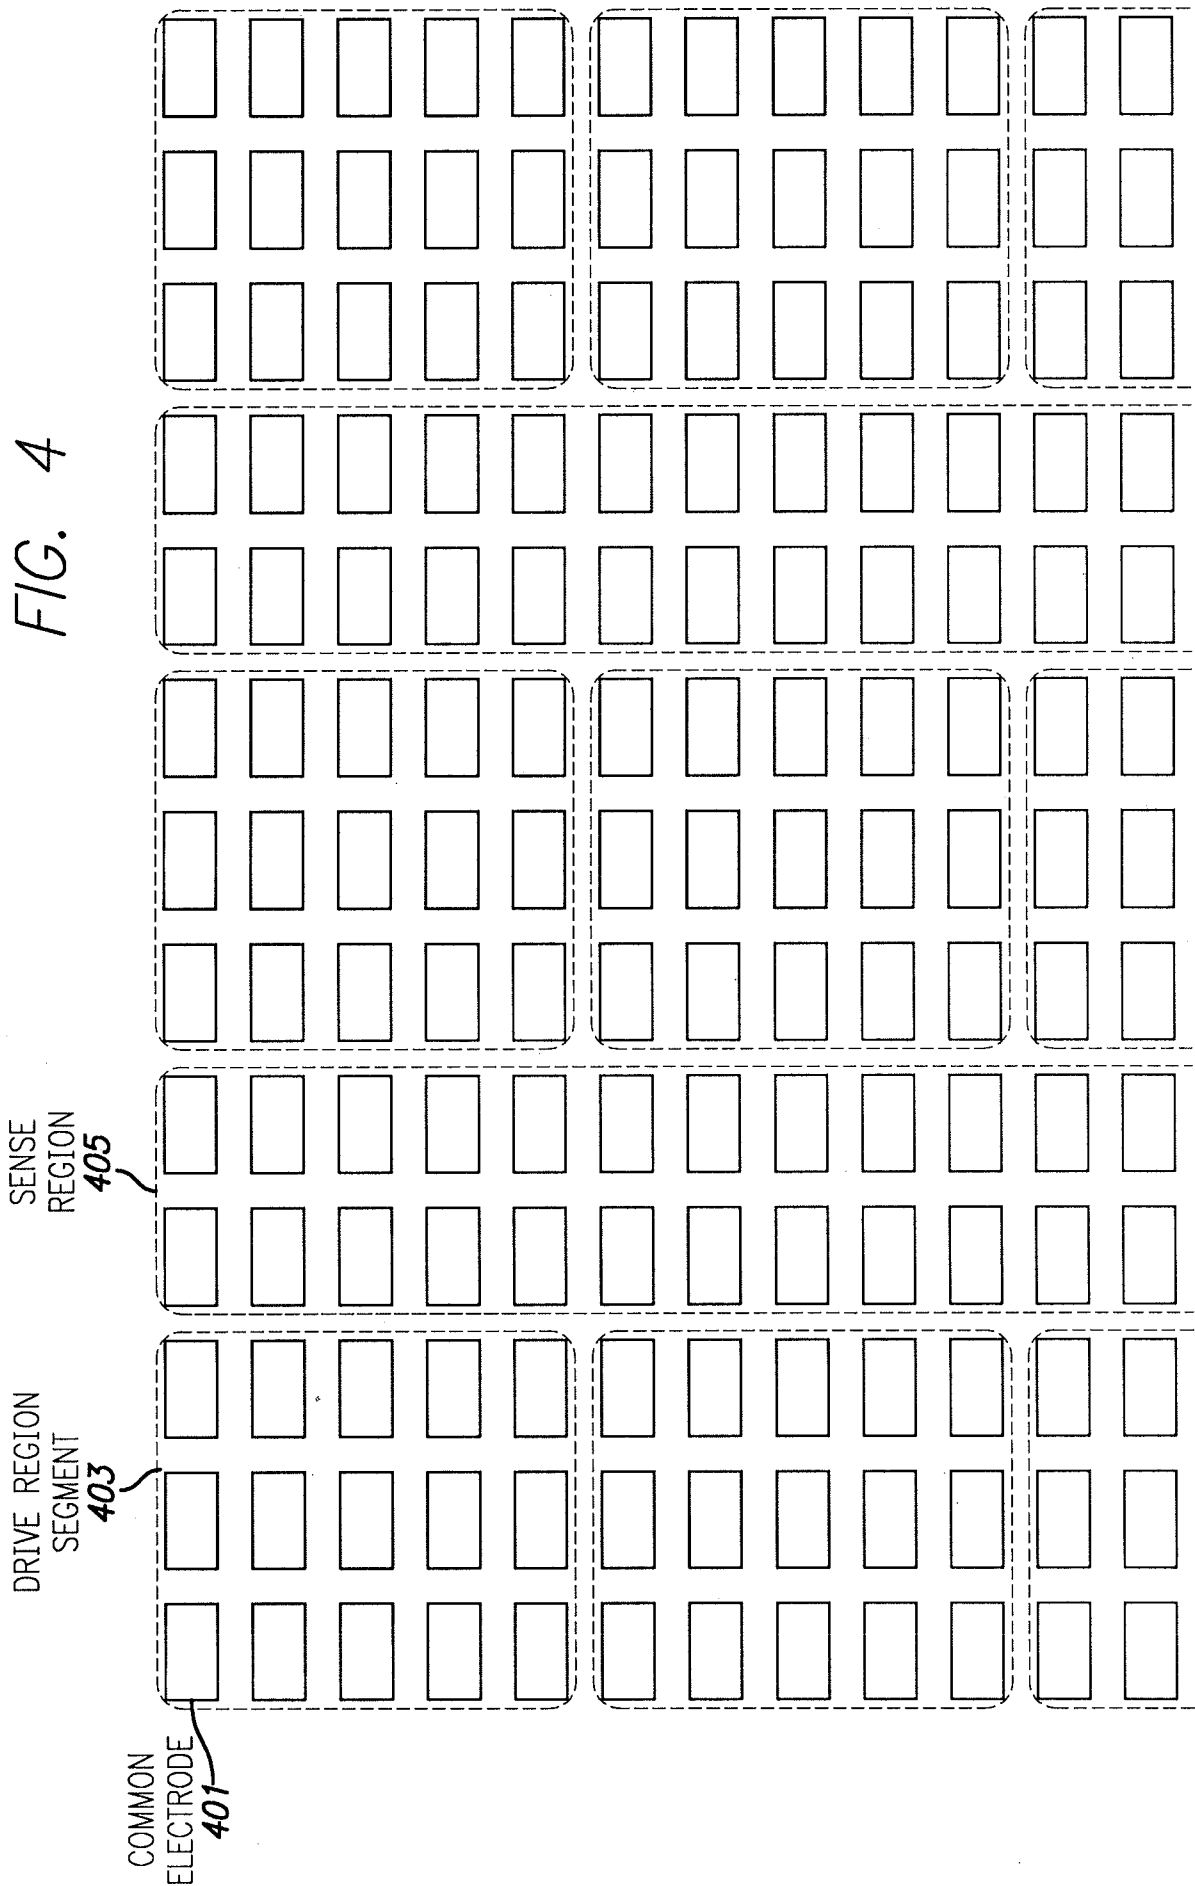 FIG. 4
COMMON
ELECTRODE
401
DRIVE REGION
SEGMENT
403
SENSE
REGION
405